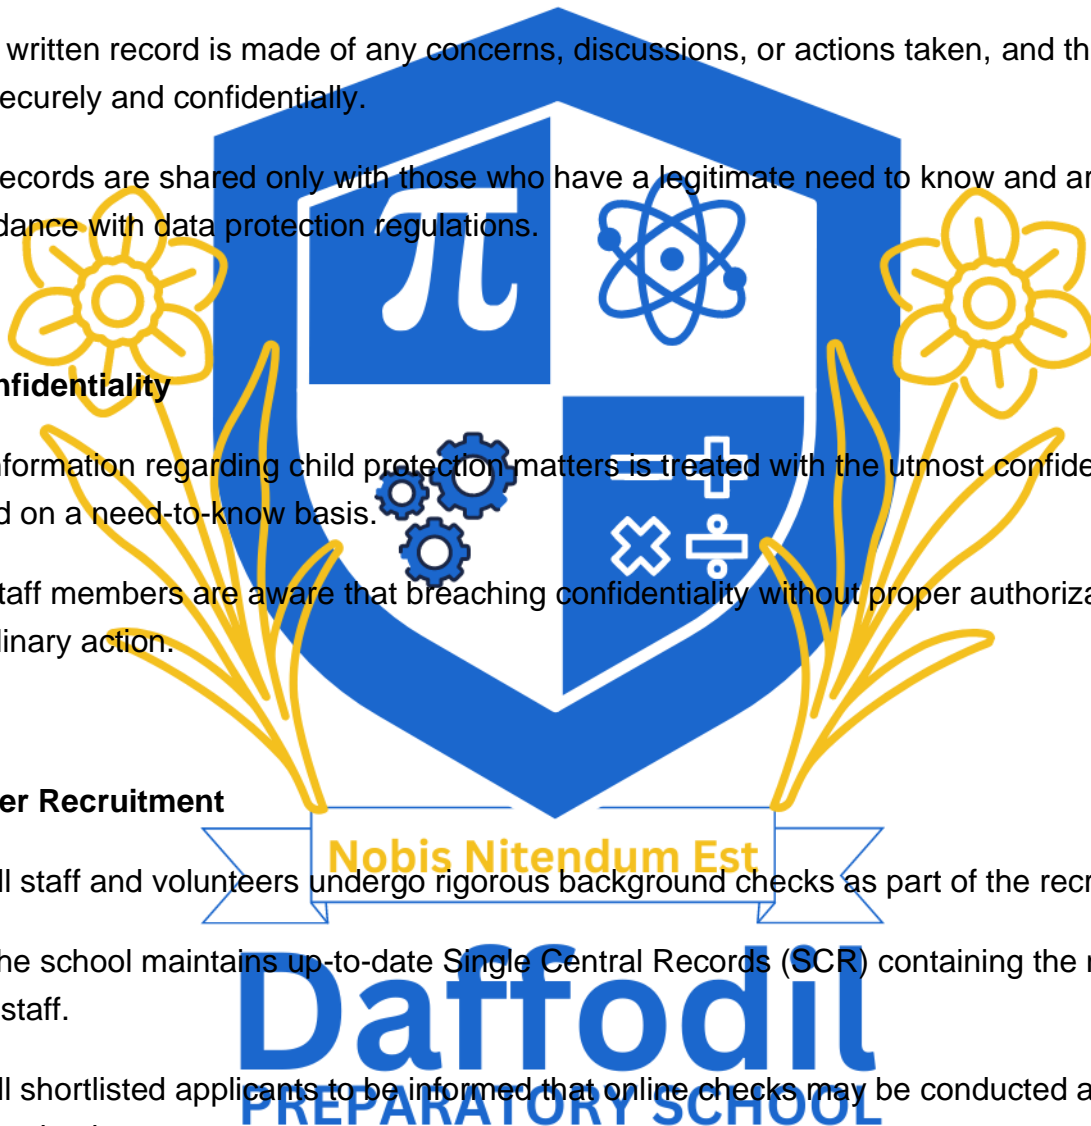 written record is made of any concerns, discussions, or actions taken, and th
ecurely and confidentially.
ecords are shared only with those who have a legitimate need to know and ar
dance with data protection regulations.
π
nfidentiality
nformation regarding child protection matters is treated with the utmost confide
d on a need-to-know basis.
taff members are aware that breaching confidentiality without proper authoriza
linary action.
er Recruitment
Nobis Nitendum Est
ll staff and volunteers undergo rigorous background checks as part of the recr
he school maintains up-to-date Single Central Records (SCR) containing the r
staff.
Daffodil
ll shortlisted applicants to be informed that online checks may be conducted a
PREPARATORY SCHOOL